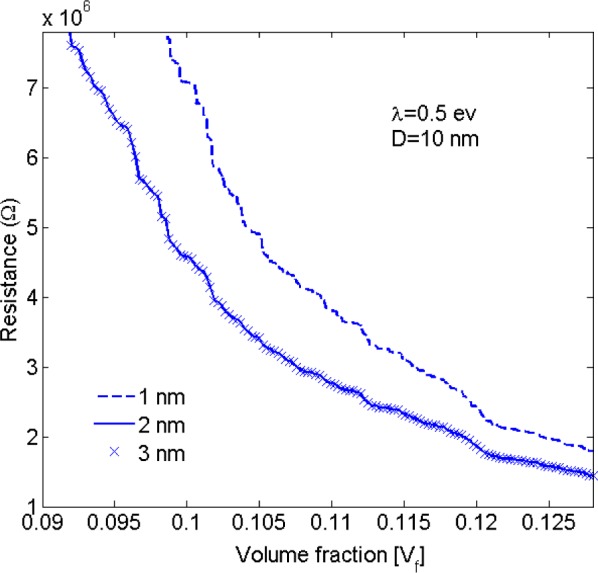 x 10⁶
7
6
5
4
3
2
1
Resistance (Ω)
λ=0.5 ev
D=10 nm
1 nm
2 nm
3 nm
0.09 0.095 0.1 0.105 0.11 0.115 0.12 0.125
Volume fraction [V_f]